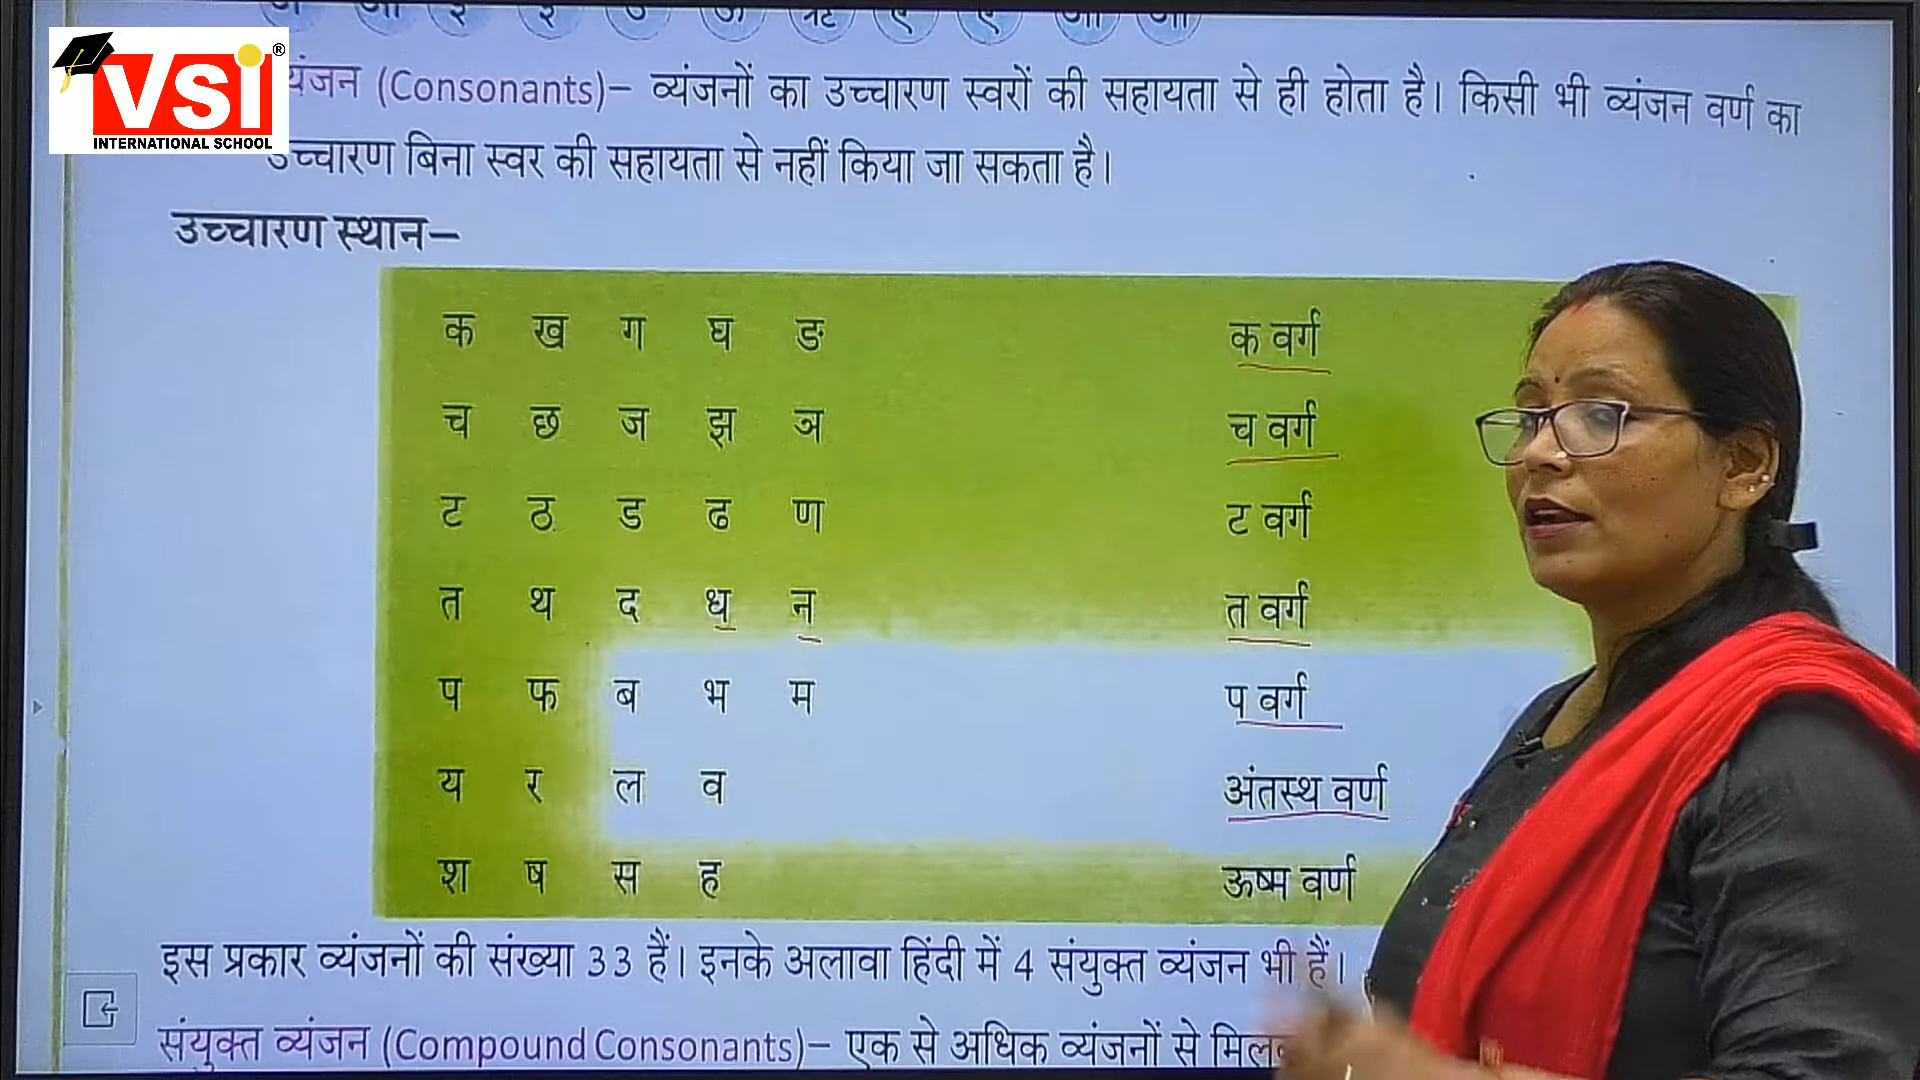 VSI ®
INTERNATIONAL SCHOOL
(Consonants)– व्यंजनों का उच्चारण स्वरों की सहायता से ही होता है। किसी भी व्यंजन वर्ण का
उच्चारण बिना स्वर की सहायता से नहीं किया जा सकता है।
उच्चारण स्थान–
क ख ग घ ङ क वर्ग
च छ ज झ ञ च वर्ग
ट ठ ड ढ ण ट वर्ग
त थ द ध न त वर्ग
प फ ब भ म प वर्ग
य र ल व अंतस्थ वर्ण
श ष स ह ऊष्म वर्ण
इस प्रकार व्यंजनों की संख्या 33 हैं। इनके अलावा हिंदी में 4 संयुक्त व्यंजन भी हैं।
संयुक्त व्यंजन (Compound Consonants)– एक से अधिक व्यंजनों से